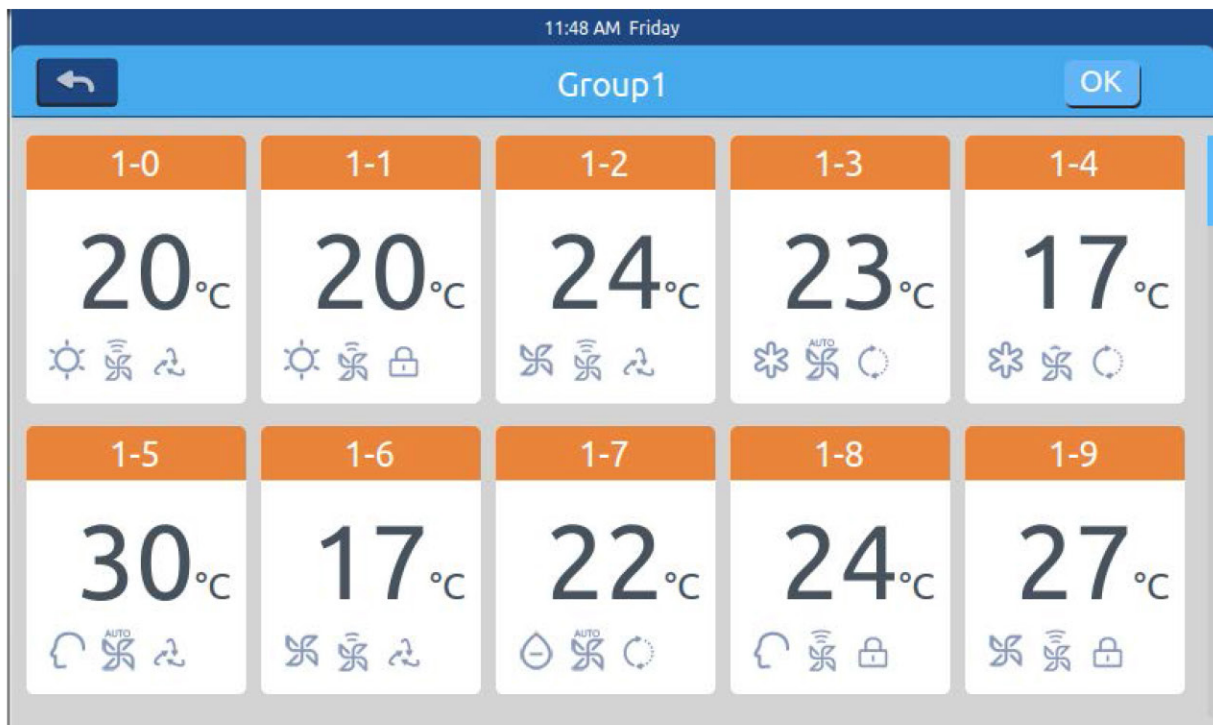 11:48 AM Friday
Group1
OK
1-0
1-1
1-2
1-3
1-4
20°C
20°C
24°C
23°C
17°C
AUTO
1-5
1-6
1-7
1-8
1-9
30°C
17°C
22°C
24°C
27°C
AUTO
AUTO